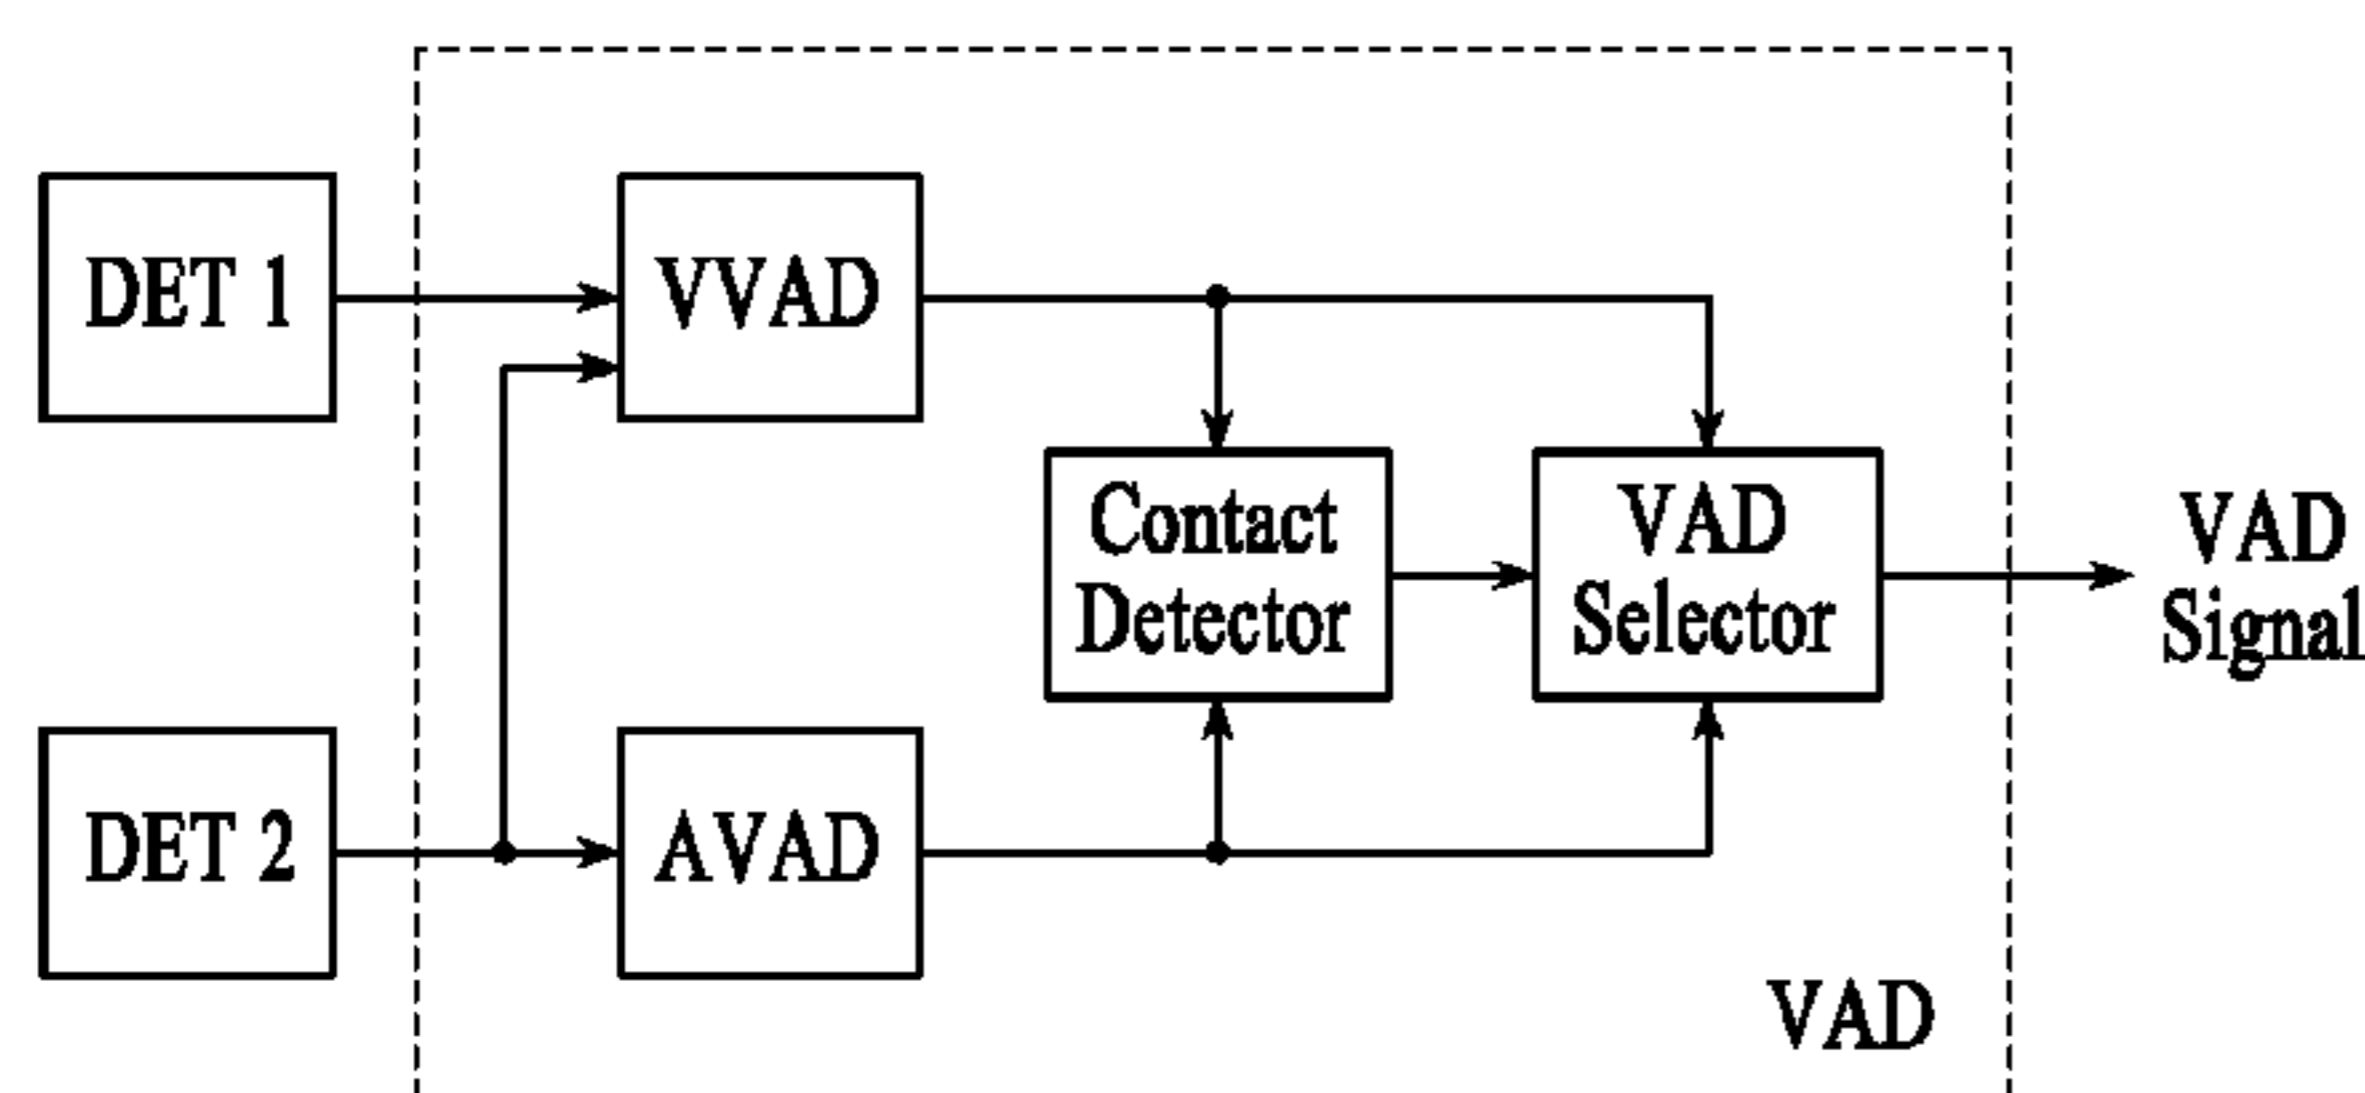 DET 1
VVAD
Contact
Detector
VAD
Selector
VAD
Signal
DET 2
AVAD
VAD